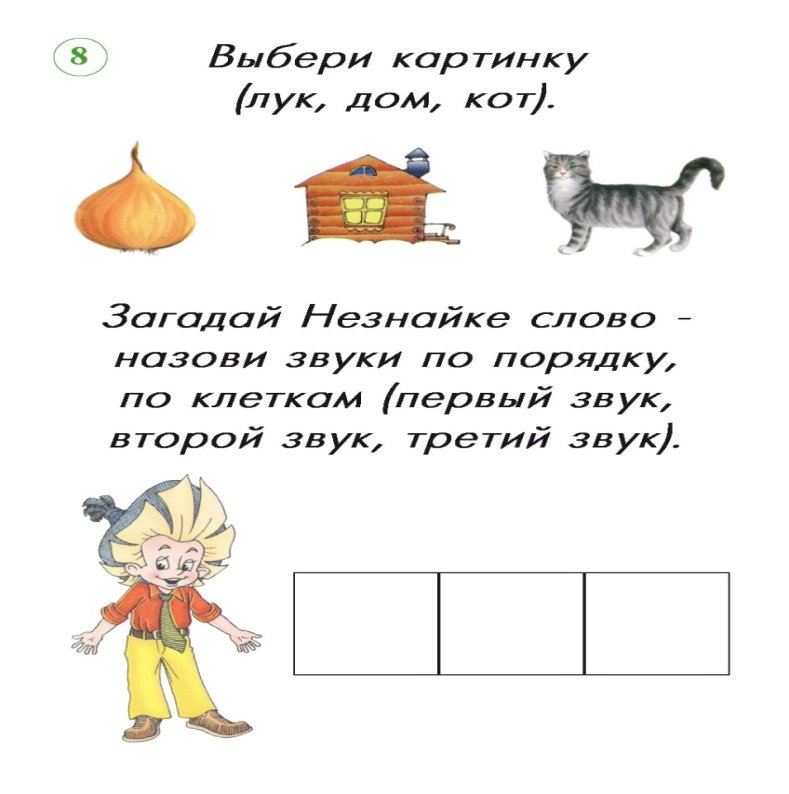 8
Выбери картинку
(лук, дом, кот).
Загадай Незнайке слово -
назови звуки по порядку,
по клеткам (первый звук,
второй звук, третий звук).